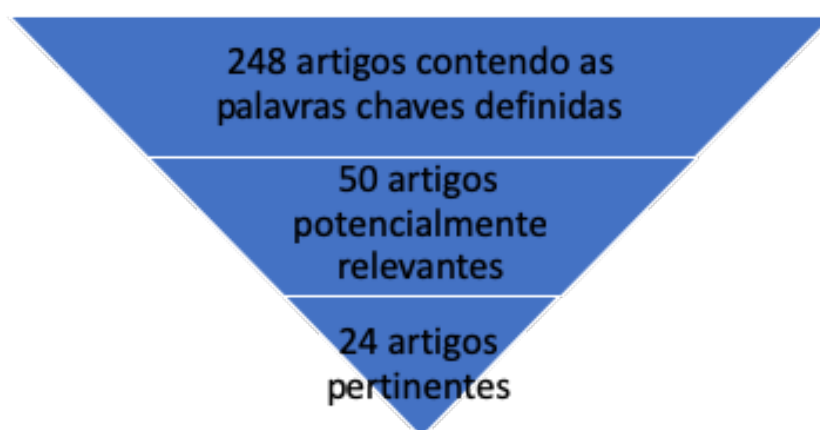 248 artigos contendo as
palavras chaves definidas
50 artigos
potencialmente
relevantes
24 artigos
pertinentes